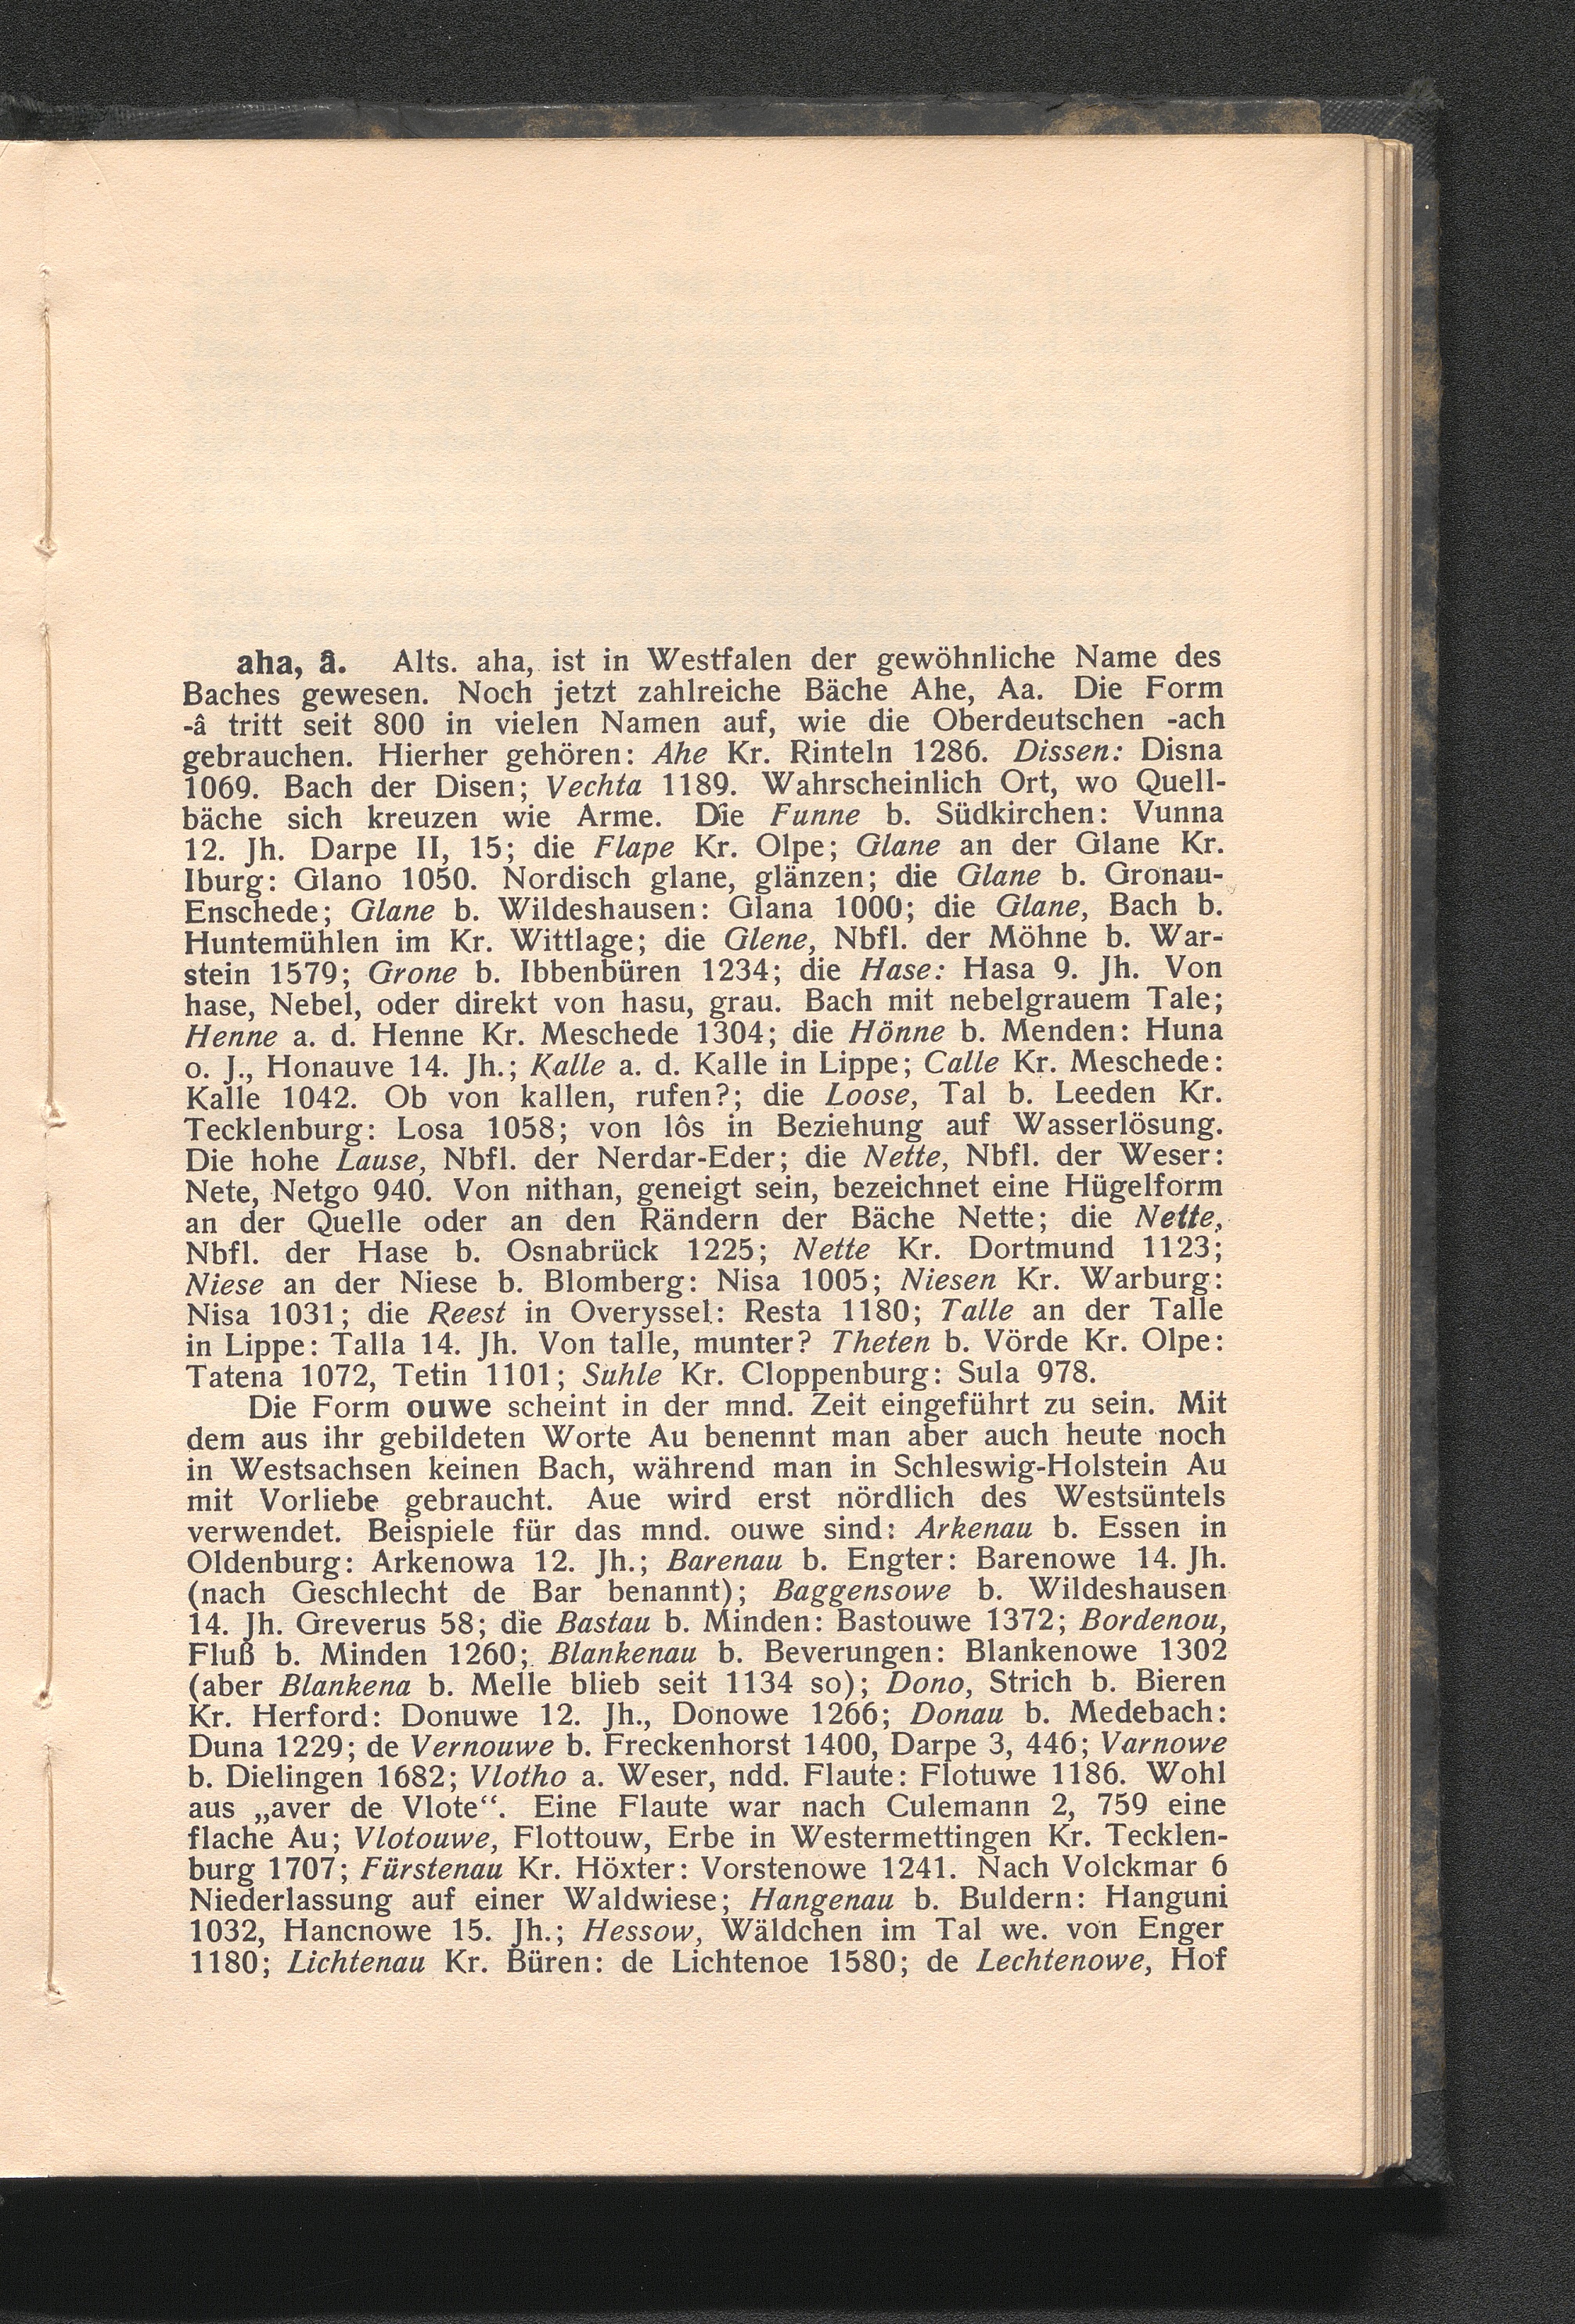 aha, â. Alts. aha, ist in Westfalen der gewöhnliche Name des
Baches gewesen. Noch jetzt zahlreiche Bäche Ahe, Aa. Die Form
-â tritt seit 800 in vielen Namen auf, wie die Oberdeutschen -ach
gebrauchen. Hierher gehören: Ahe Kr. Rinteln 1286. Dissen: Disna
1069. Bach der Disen; Vechta 1189. Wahrscheinlich Ort, wo Quell-
bäche sich kreuzen wie Arme. Die Funne b. Südkirchen: Vunna
12. Jh. Darpe II, 15; die Flape Kr. Olpe; Glane an der Glane Kr.
Iburg: Glano 1050. Nordisch glane, glänzen; die Glane b. Gronau-
Enschede; Glane b. Wildeshausen: Glana 1000; die Glane, Bach b.
Huntemühlen im Kr. Wittlage; die Glene, Nbfl. der Möhne b. War-
stein 1579; Grone b. Ibbenbüren 1234; die Hase: Hasa 9. Jh. Von
hase, Nebel, oder direkt von hasu, grau. Bach mit nebelgrauem Tale;
Henne a. d. Henne Kr. Meschede 1304; die Hönne b. Menden: Huna
o. J., Honauve 14. Jh.; Kalle a. d. Kalle in Lippe; Calle Kr. Meschede:
Kalle 1042. Ob von kallen, rufen?; die Loose, Tal b. Leeden Kr.
Tecklenburg: Losa 1058; von lôs in Beziehung auf Wasserlösung.
Die hohe Lause, Nbfl. der Nerdar-Eder; die Nette, Nbfl. der Weser:
Nete, Netgo 940. Von nithan, geneigt sein, bezeichnet eine Hügelform
an der Quelle oder an den Rändern der Bäche Nette; die Nette,
Nbfl. der Hase b. Osnabrück 1225; Nette Kr. Dortmund 1123;
Niese an der Niese b. Blomberg: Nisa 1005; Niesen Kr. Warburg:
Nisa 1031; die Reest in Overyssel: Resta 1180; Talle an der Talle
in Lippe: Talla 14. Jh. Von talle, munter? Theten b. Vörde Kr. Olpe:
Tatena 1072, Tetin 1101; Suhle Kr. Cloppenburg: Sula 978.
Die Form ouwe scheint in der mnd. Zeit eingeführt zu sein. Mit
dem aus ihr gebildeten Worte Au benennt man aber auch heute noch
in Westsachsen keinen Bach, während man in Schleswig-Holstein Au
mit Vorliebe gebraucht. Aue wird erst nördlich des Westsüntels
verwendet. Beispiele für das mnd. ouwe sind: Arkenau b. Essen in
Oldenburg: Arkenowa 12. Jh.; Barenau b. Engter: Barenowe 14. Jh.
(nach Geschlecht de Bar benannt); Baggensowe b. Wildeshausen
14. Jh. Greverus 58; die Bastau b. Minden: Bastouwe 1372; Bordenou,
Fluß b. Minden 1260; Blankenau b. Beverungen: Blankenowe 1302
(aber Blankena b. Melle blieb seit 1134 so); Dono, Strich b. Bieren
Kr. Herford: Donuwe 12. Jh., Donowe 1266; Donau b. Medebach:
Duna 1229; de Vernouwe b. Freckenhorst 1400, Darpe 3, 446; Varnowe
b. Dielingen 1682; Vlotho a. Weser, ndd. Flaute: Flotuwe 1186. Wohl
aus „aver de Vlote“. Eine Flaute war nach Culemann 2, 759 eine
flache Au; Vlotouwe, Flottouw, Erbe in Westermettingen Kr. Tecklen-
burg 1707; Fürstenau Kr. Höxter: Vorstenowe 1241. Nach Volckmar 6
Niederlassung auf einer Waldwiese; Hangenau b. Buldern: Hanguni
1032, Hancnowe 15. Jh.; Hessow, Wäldchen im Tal we. von Enger
1180; Lichtenau Kr. Büren: de Lichtenoe 1580; de Lechtenowe, Hof